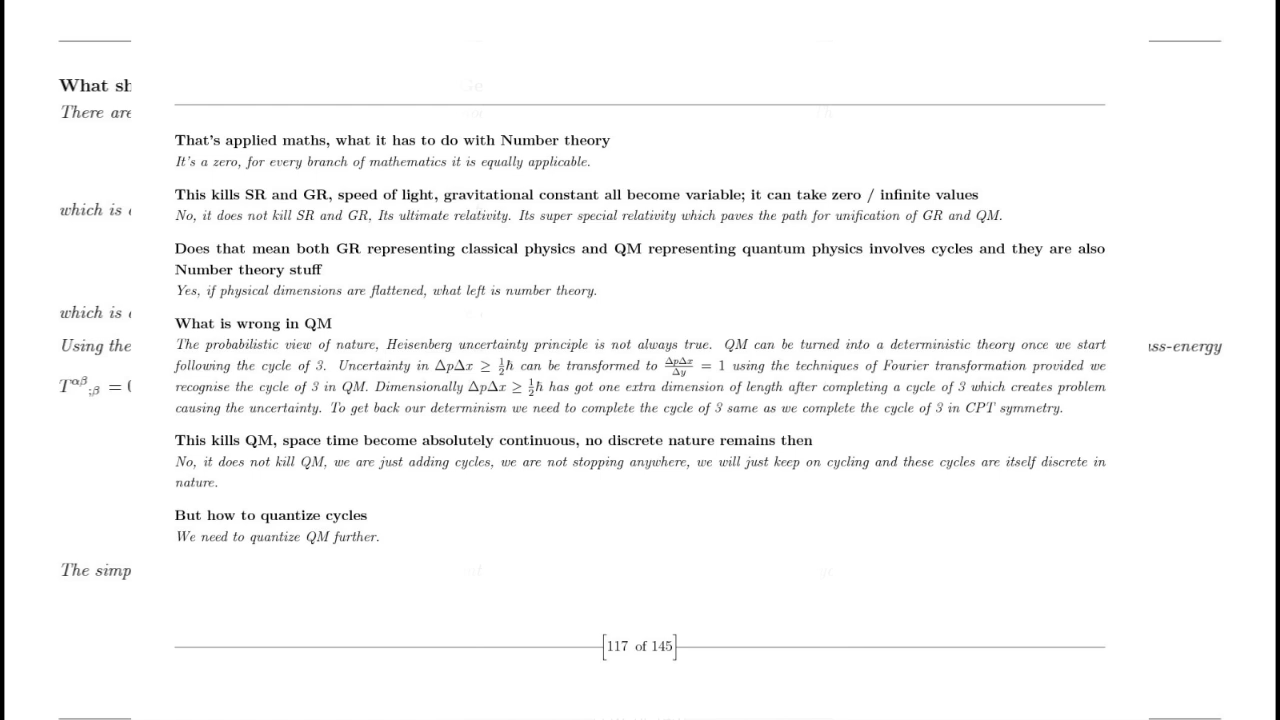 What sh
There are
which is
which is
Using the
ss-energy
T^{αβ}_{;β} =
The simp
That's applied maths, what it has to do with Number theory
It's a zero, for every branch of mathematics it is equally applicable.
This kills SR and GR, speed of light, gravitational constant all become variable; it can take zero / infinite values
No, it does not kill SR and GR, Its ultimate relativity. Its super special relativity which paves the path for unification of GR and QM.
Does that mean both GR representing classical physics and QM representing quantum physics involves cycles and they are also
Number theory stuff
Yes, if physical dimensions are flattened, what left is number theory.
What is wrong in QM
The probabilistic view of nature, Heisenberg uncertainty principle is not always true. QM can be turned into a deterministic theory once we start
following the cycle of 3. Uncertainty in ΔpΔx ≥ ½ħ can be transformed to ΔpΔx/Δy = 1 using the techniques of Fourier transformation provided we
recognise the cycle of 3 in QM. Dimensionally ΔpΔx ≥ ½ħ has got one extra dimension of length after completing a cycle of 3 which creates problem
causing the uncertainty. To get back our determinism we need to complete the cycle of 3 same as we complete the cycle of 3 in CPT symmetry.
This kills QM, space time become absolutely continuous, no discrete nature remains then
No, it does not kill QM, we are just adding cycles, we are not stopping anywhere, we will just keep on cycling and these cycles are itself discrete in
nature.
But how to quantize cycles
We need to quantize QM further.
117 of 145